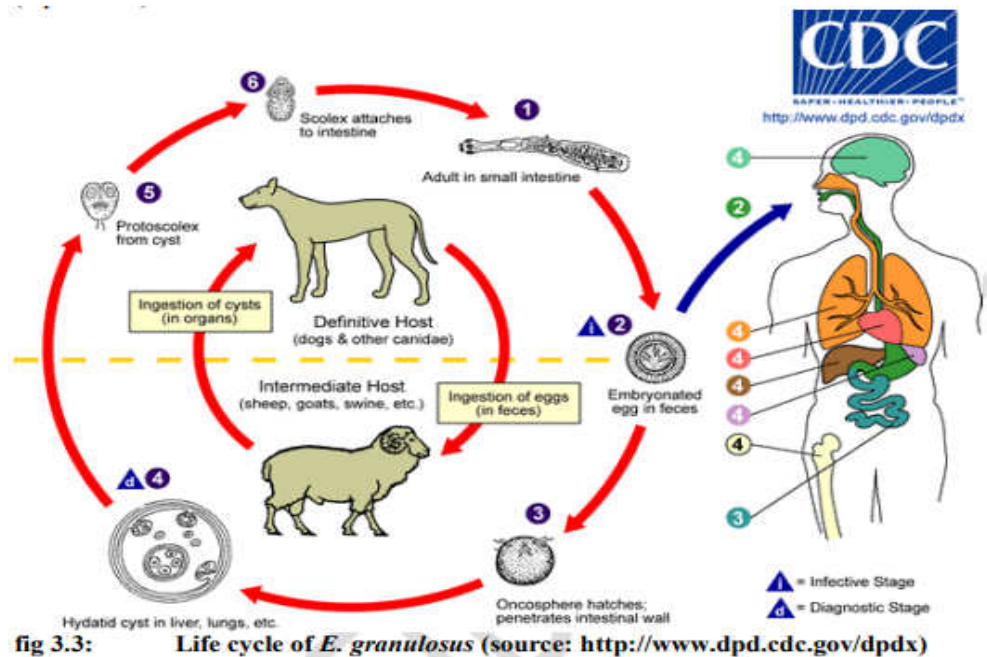 CDC
SAFER•HEALTHIER•PEOPLE™
http://www.dpd.cdc.gov/dpdx
6
Scolex attaches
to intestine
1
Adult in small intestine
5
Protoscolex
from cyst
Ingestion of cysts
(in organs)
Definitive Host
(dogs & other canidae)
i 2
Embryonated
egg in feces
Intermediate Host
(sheep, goats, swine, etc.)
Ingestion of eggs
(in feces)
d 4
Hydatid cyst in liver, lungs, etc.
3
Oncosphere hatches;
penetrates intestinal wall
4
2
4
4
4
4
4
3
i = Infective Stage
d = Diagnostic Stage
fig 3.3: Life cycle of E. granulosus (source: http://www.dpd.cdc.gov/dpdx)